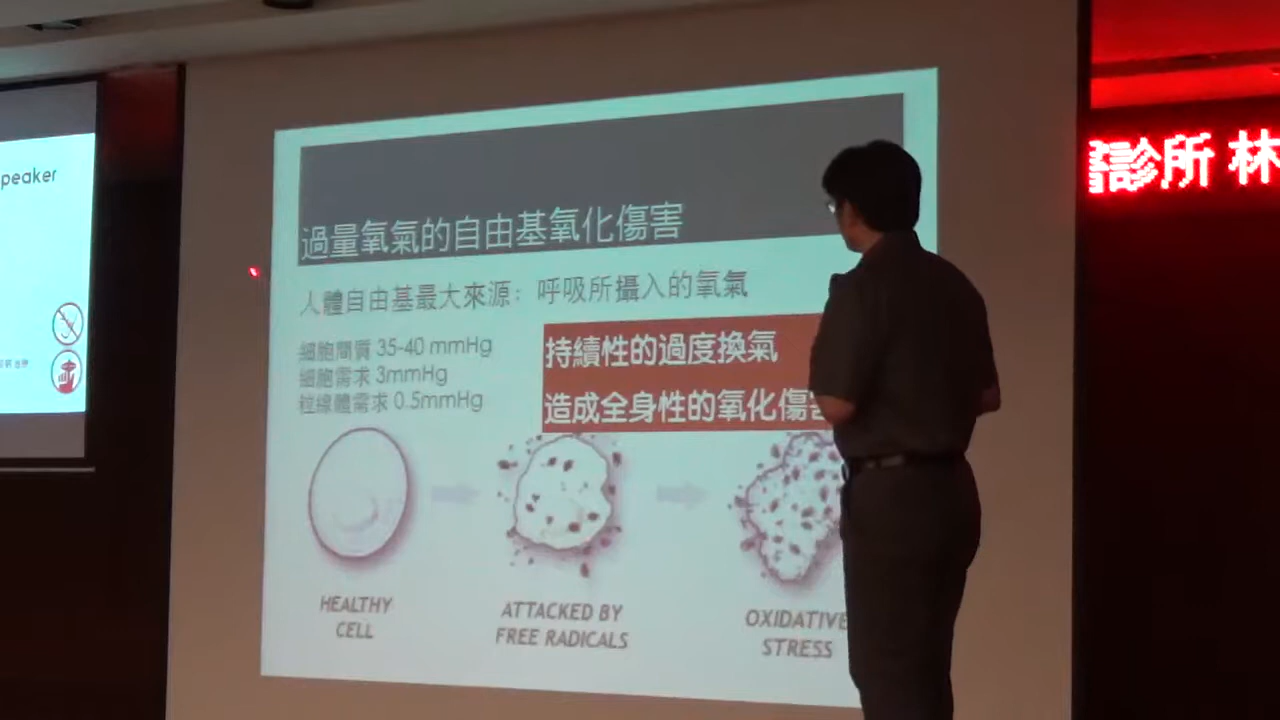 peaker
診所 林
過量氧氣的自由基氧化傷害
人體自由基最大來源：呼吸所攝入的氧氣
細胞間質 35-40 mmHg
細胞需求 3mmHg
粒線體需求 0.5mmHg
持續性的過度換氣
造成全身性的氧化傷害
HEALTHY
CELL
ATTACKED BY
FREE RADICALS
OXIDATIVE
STRESS